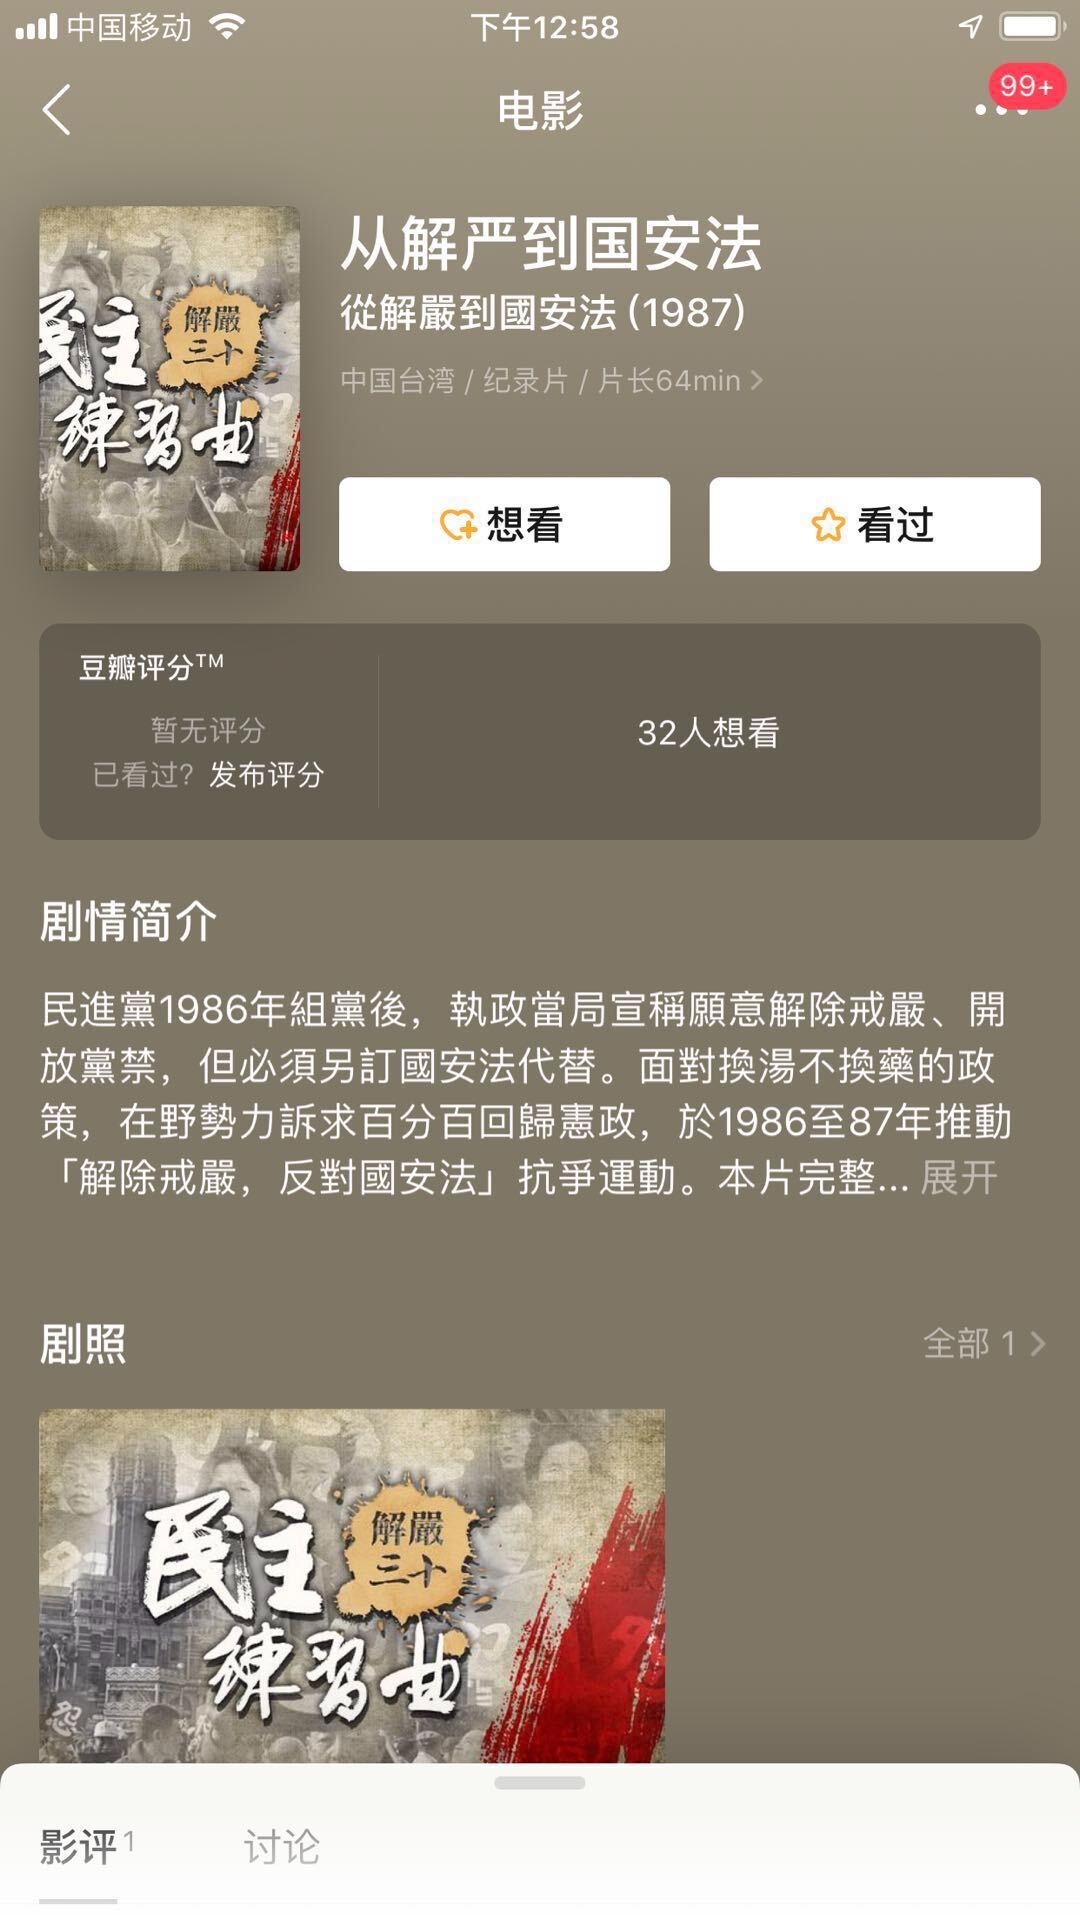 中国移动
下午12:58
99+
电影
民主
解嚴
三十
練習曲
从解严到国安法
從解嚴到國安法 (1987)
中国台湾 / 纪录片 / 片长64min
想看
看过
豆瓣评分TM
暂无评分
已看过? 发布评分
32人想看
剧情简介
民進黨1986年組黨後，執政當局宣稱願意解除戒嚴、開
放黨禁，但必須另訂國安法代替。面對換湯不換藥的政
策，在野勢力訴求百分百回歸憲政，於1986至87年推動
「解除戒嚴，反對國安法」抗爭運動。本片完整... 展开
剧照
全部 1
民主
解嚴
三十
練習曲
怨
影评 1
讨论